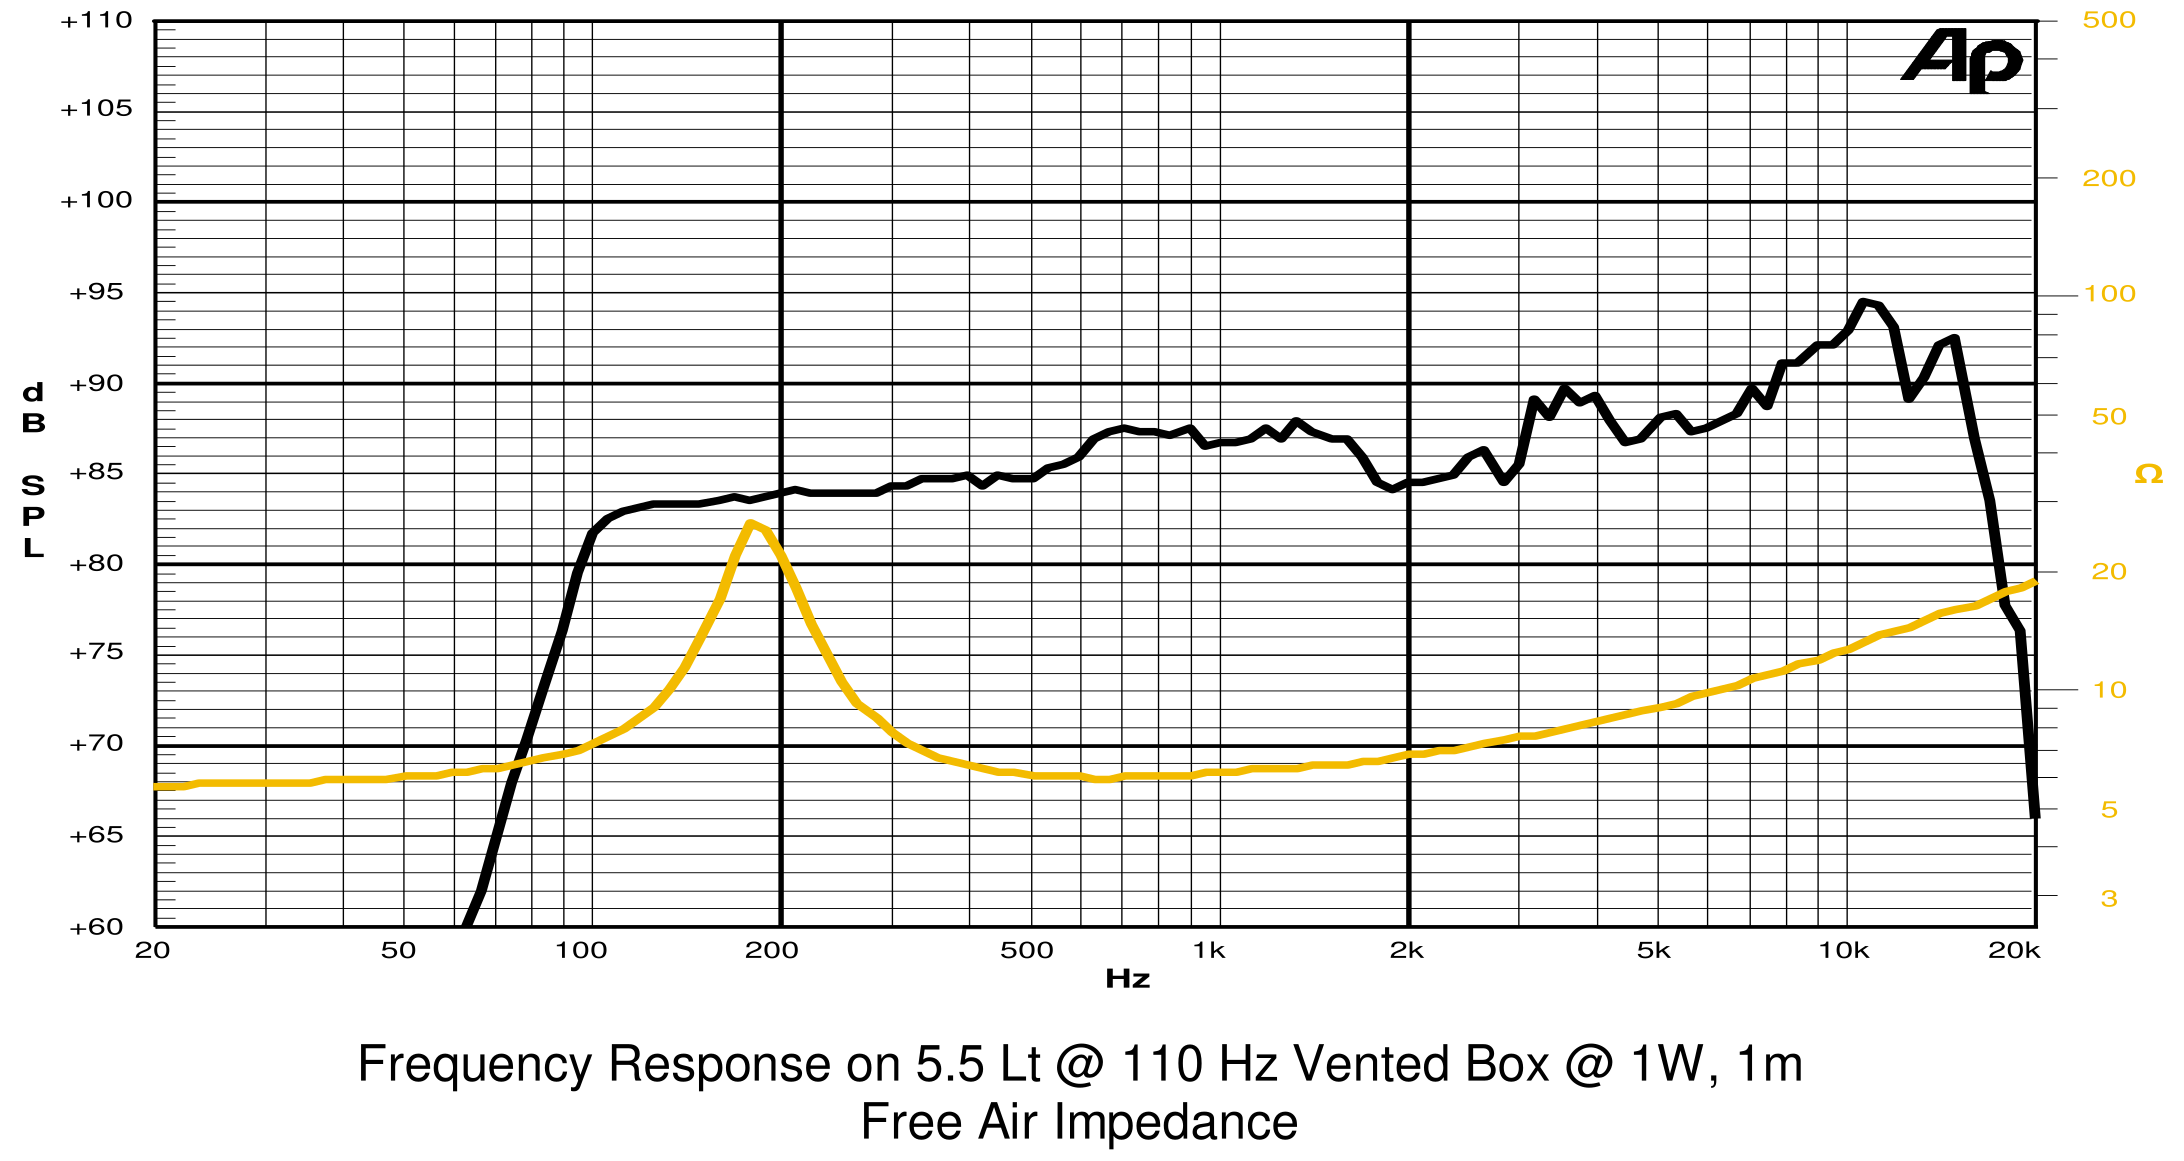 +110
+105
+100
+95
+90
+85
+80
+75
+70
+65
+60
d
B
S
P
L
Ap
500
200
100
50
Ω
20
10
5
3
20 50 100 200 500 1k 2k 5k 10k 20k
Hz
Frequency Response on 5.5 Lt @ 110 Hz Vented Box @ 1W, 1m
Free Air Impedance